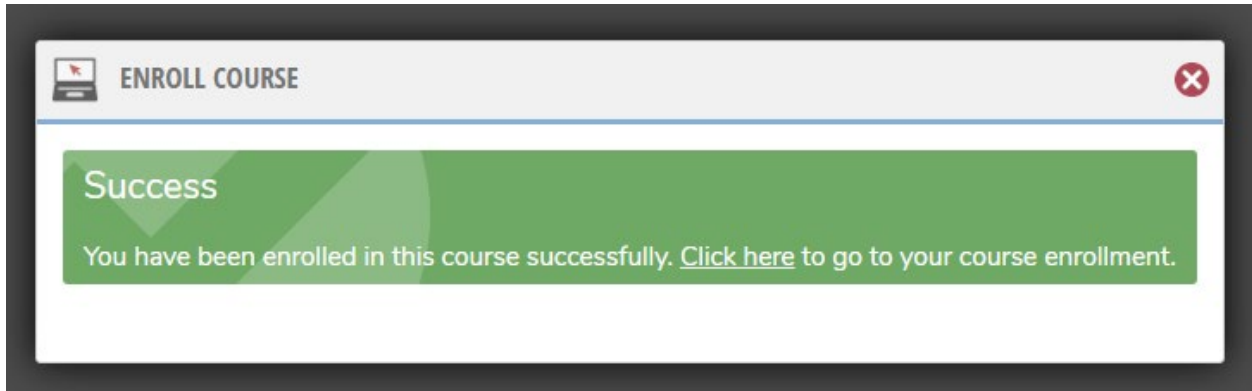 ENROLL COURSE
Success
You have been enrolled in this course successfully. Click here to go to your course enrollment.